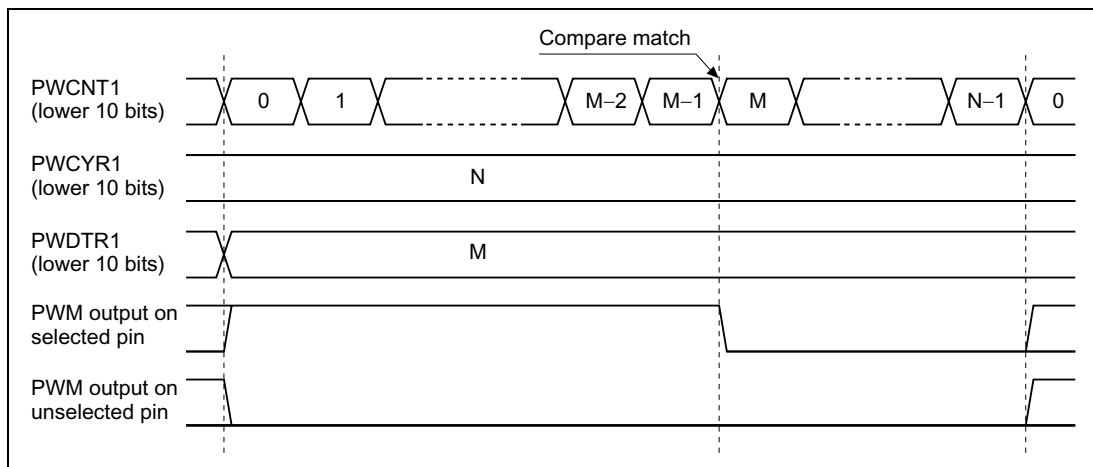 Compare match
PWCNT1
(lower 10 bits)
0 1 M−2 M−1 M N−1 0
PWCYR1
(lower 10 bits)
N
PWDTR1
(lower 10 bits)
M
PWM output on
selected pin
PWM output on
unselected pin